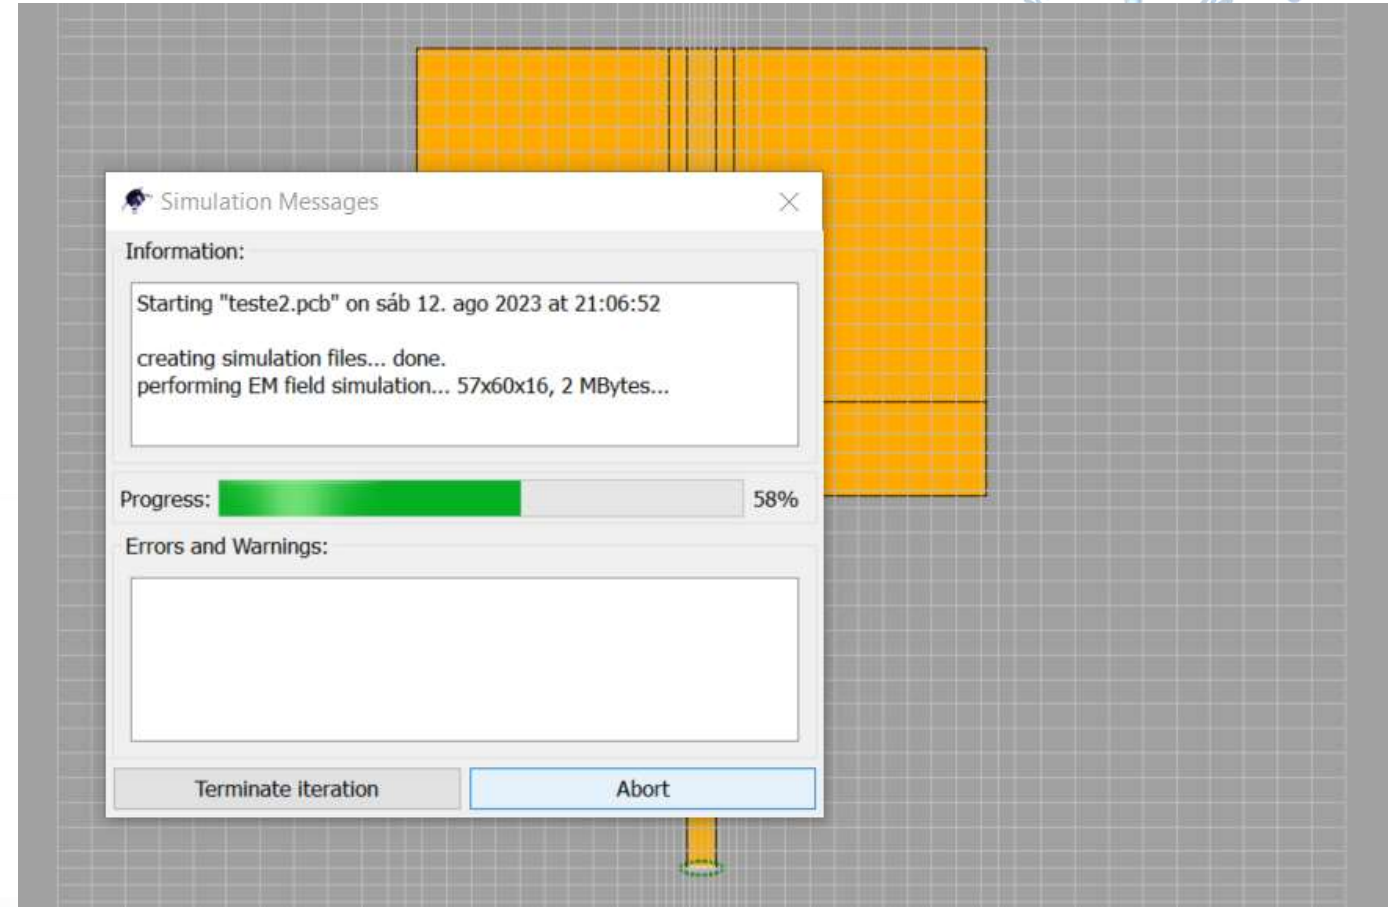 Simulation Messages
Information:
Starting "teste2.pcb" on sáb 12. ago 2023 at 21:06:52
creating simulation files... done.
performing EM field simulation... 57x60x16, 2 MBytes...
Progress:
58%
Errors and Warnings:
Terminate iteration
Abort